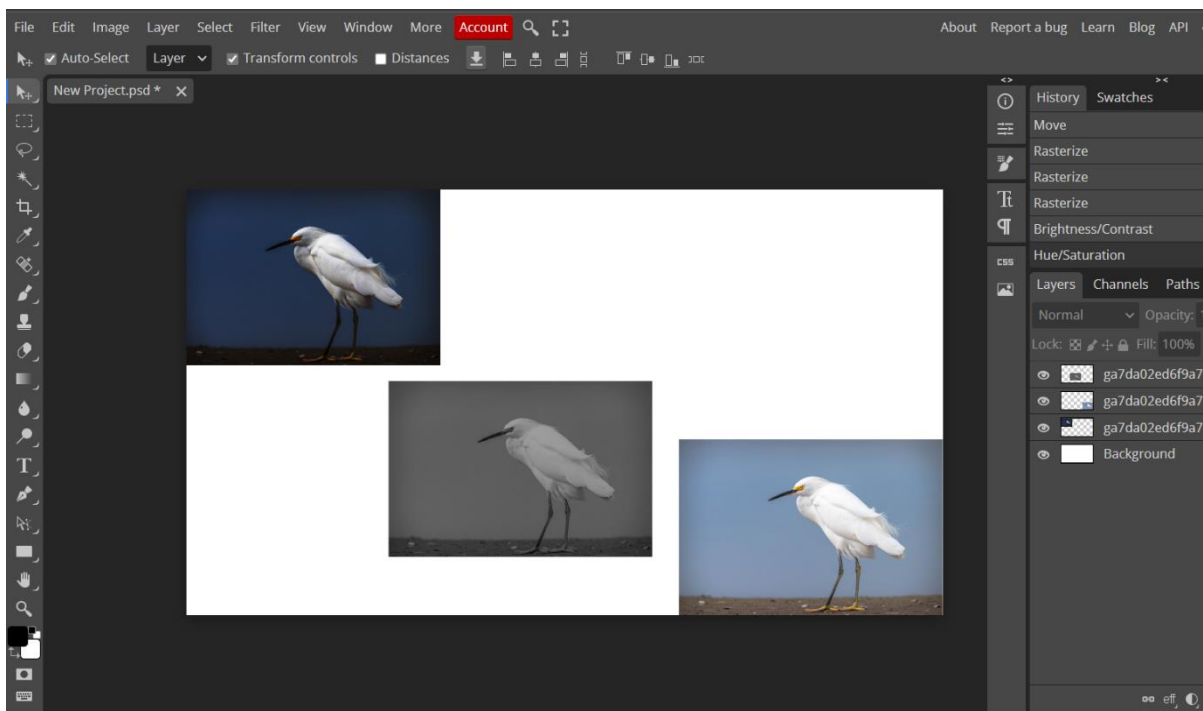 File Edit Image Layer Select Filter View Window More Account About Report a bug Learn Blog API
Auto-Select Layer Transform controls Distances
New Project.psd *
History Swatches
Move
Rasterize
Rasterize
Rasterize
Brightness/Contrast
Hue/Saturation
Layers Channels Paths
Normal Opacity:
Lock: Fill: 100%
ga7da02ed6f9a7
ga7da02ed6f9a7
ga7da02ed6f9a7
Background
Tt
CSS
T
eff